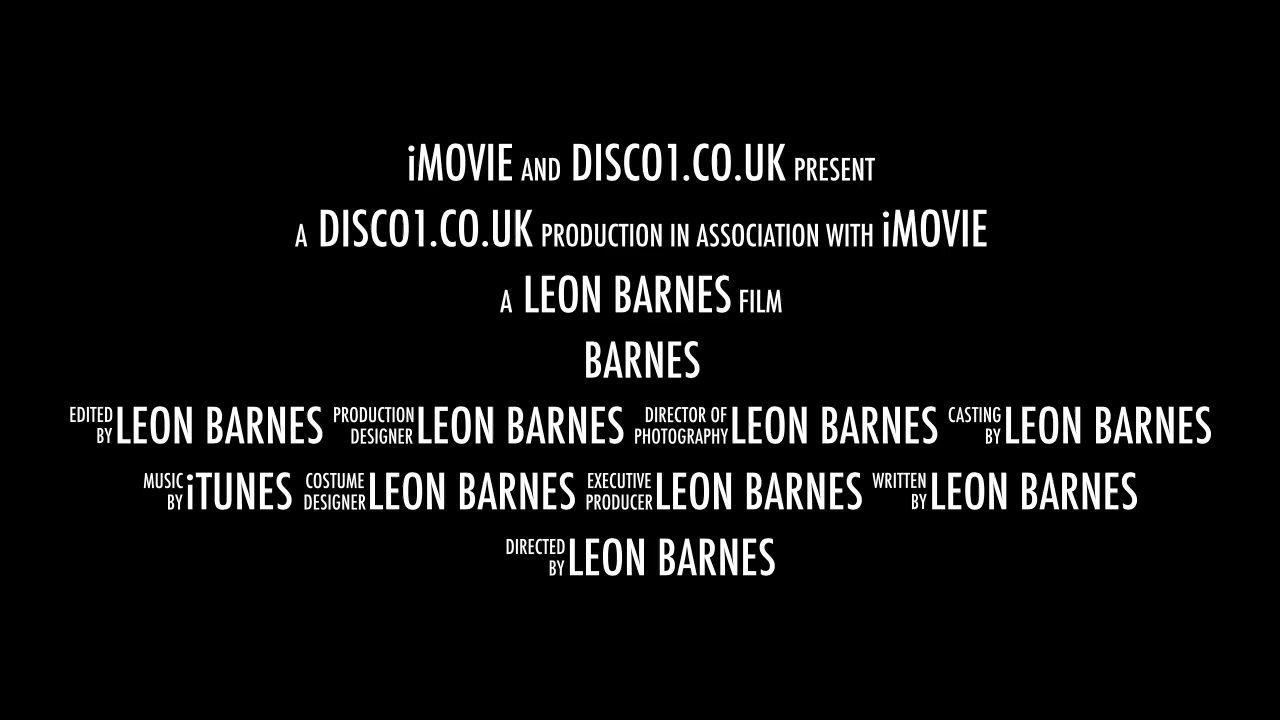 iMOVIE AND DISCO1.CO.UK PRESENT
A DISCO1.CO.UK PRODUCTION IN ASSOCIATION WITH iMOVIE
A LEON BARNES FILM
BARNES
EDITED BY LEON BARNES PRODUCTION DESIGNER LEON BARNES DIRECTOR OF PHOTOGRAPHY LEON BARNES CASTING BY LEON BARNES
MUSIC BY iTUNES COSTUME DESIGNER LEON BARNES EXECUTIVE PRODUCER LEON BARNES WRITTEN BY LEON BARNES
DIRECTED BY LEON BARNES